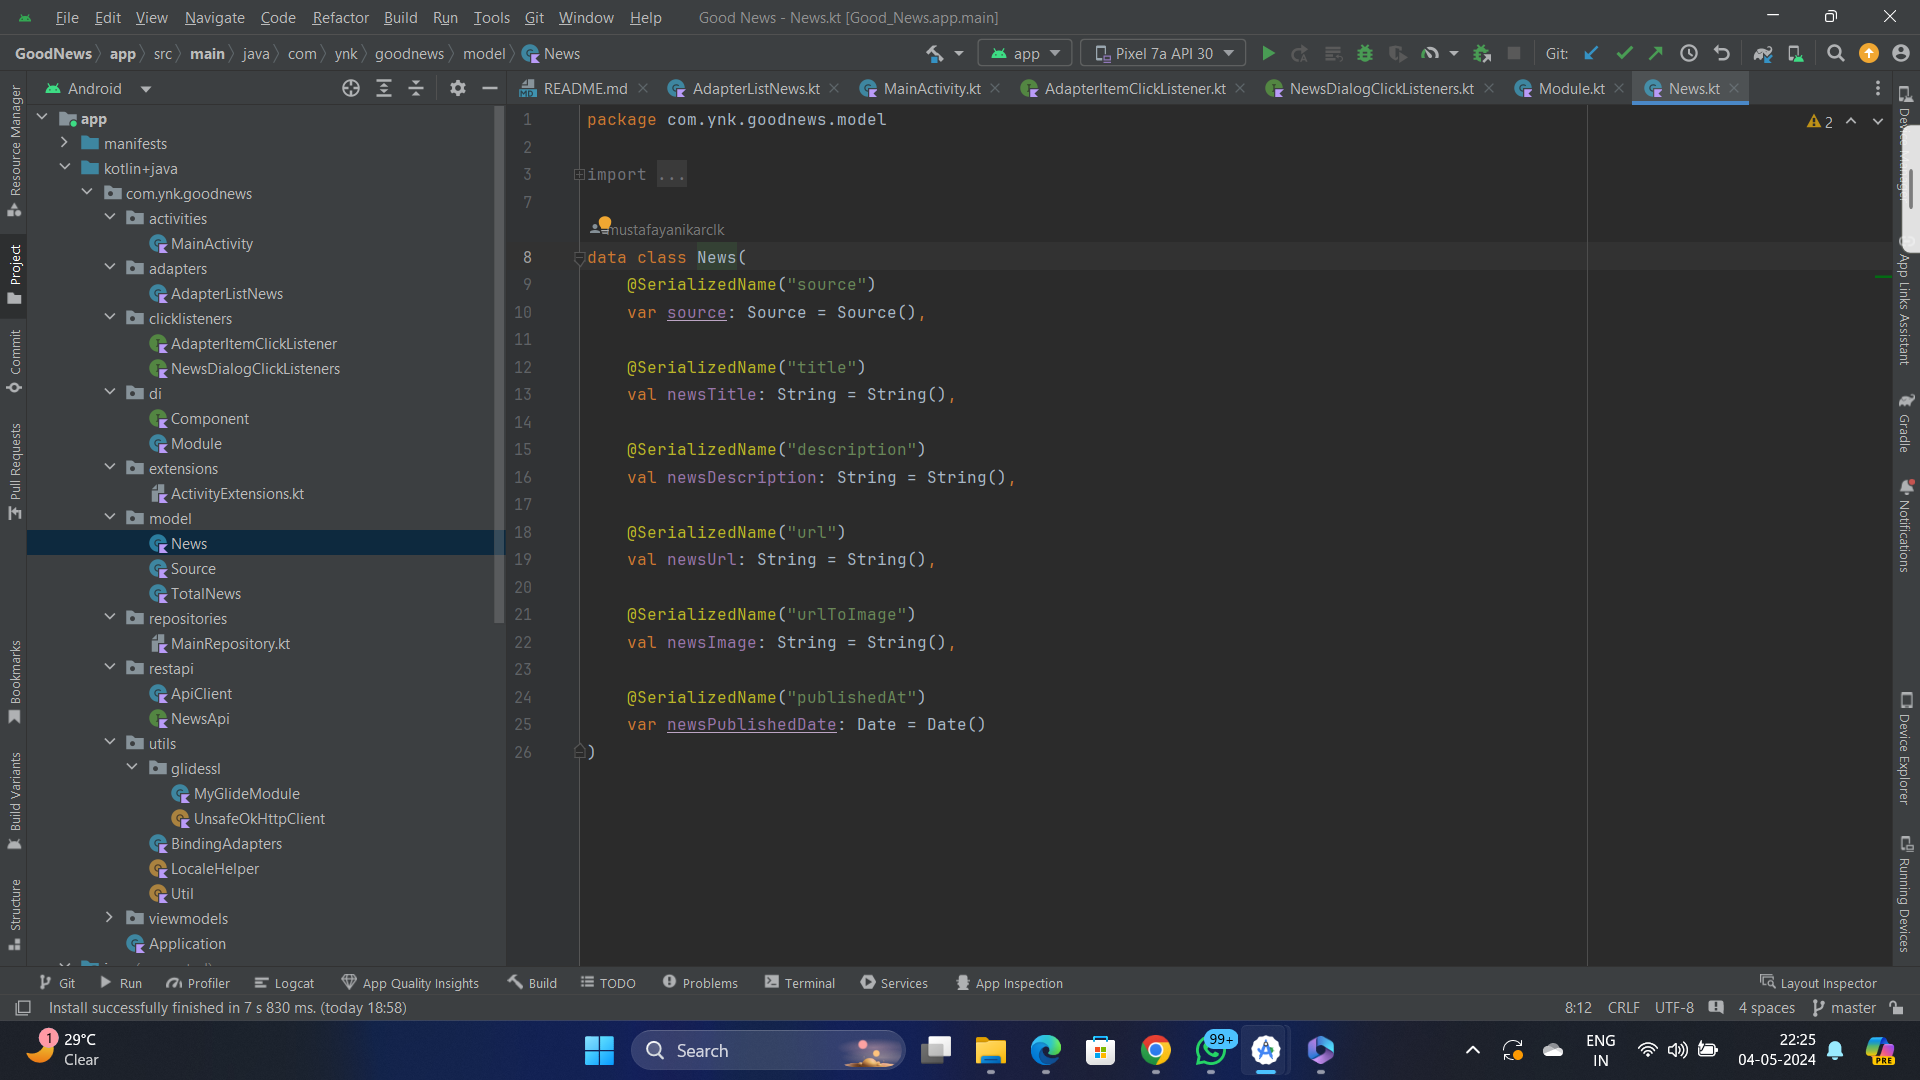 File Edit View Navigate Code Refactor Build Run Tools Git Window Help Good News - News.kt [Good_News.app.main]
GoodNews app src main java com ynk goodnews model News app Pixel 7a API 30 Git:
Android README.md AdapterListNews.kt MainActivity.kt AdapterItemClickListener.kt NewsDialogClickListeners.kt Module.kt News.kt
Resource Manager
Project
Commit
Pull Requests
Bookmarks
Build Variants
Structure
app
manifests
kotlin+java
com.ynk.goodnews
activities
MainActivity
adapters
AdapterListNews
clicklisteners
AdapterItemClickListener
NewsDialogClickListeners
di
Component
Module
extensions
ActivityExtensions.kt
model
News
Source
TotalNews
repositories
MainRepository.kt
restapi
ApiClient
NewsApi
utils
glidessl
MyGlideModule
UnsafeOkHttpClient
BindingAdapters
LocaleHelper
Util
viewmodels
Application
1 package com.ynk.goodnews.model
2
3 import ...
7
mustafayanikarclk
8 data class News(
9 @SerializedName("source")
10 var source: Source = Source(),
11
12 @SerializedName("title")
13 val newsTitle: String = String(),
14
15 @SerializedName("description")
16 val newsDescription: String = String(),
17
18 @SerializedName("url")
19 val newsUrl: String = String(),
20
21 @SerializedName("urlToImage")
22 val newsImage: String = String(),
23
24 @SerializedName("publishedAt")
25 var newsPublishedDate: Date = Date()
26 )
2
Device Manager
App Links Assistant
Gradle
Notifications
Device Explorer
Running Devices
Git Run Profiler Logcat App Quality Insights Build TODO Problems Terminal Services App Inspection Layout Inspector
Install successfully finished in 7 s 830 ms. (today 18:58) 8:12 CRLF UTF-8 4 spaces master
1 29°C
Clear
Search
99+
PRE
ENG
IN
22:25
04-05-2024